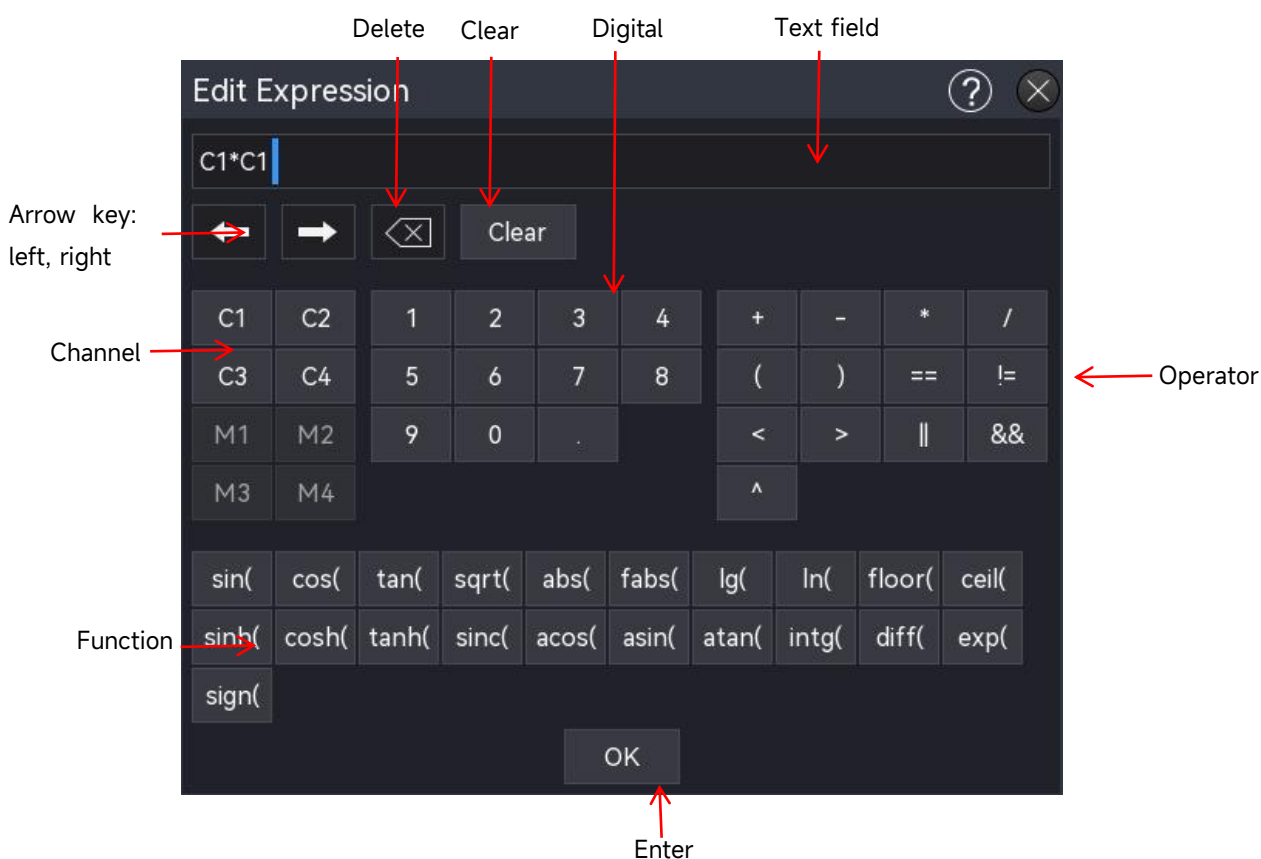 Delete Clear Digital Text field
Edit Expression ?
C1*C1
Arrow key:
left, right
Clear
C1 C2 1 2 3 4 + - * /
Channel
C3 C4 5 6 7 8 ( ) == !=
Operator
M1 M2 9 0 . < > || &&
M3 M4 ^
sin( cos( tan( sqrt( abs( fabs( lg( ln( floor( ceil(
Function
sinh( cosh( tanh( sinc( acos( asin( atan( intg( diff( exp(
sign(
OK
Enter